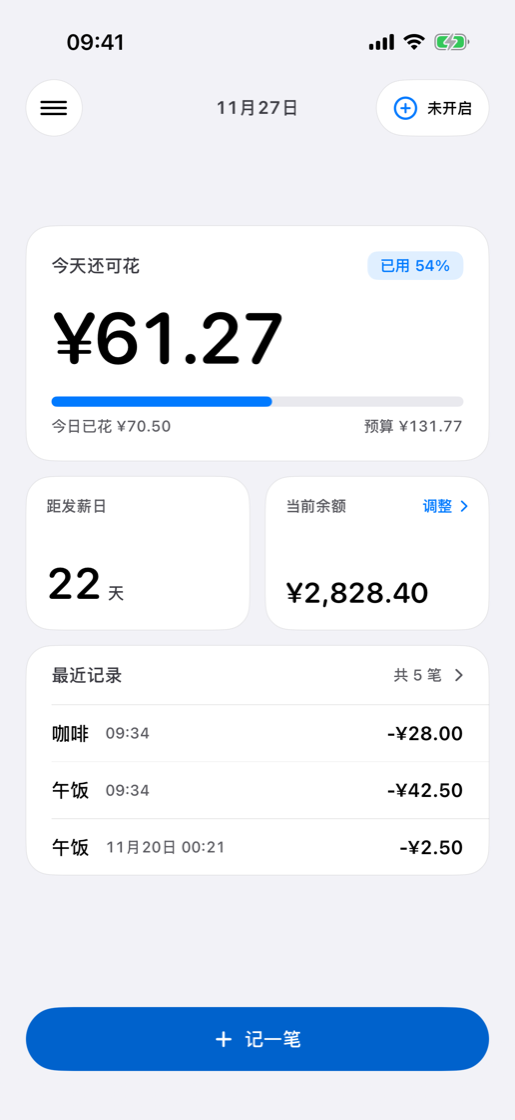 09:41
11月27日
未开启
今天还可花
已用 54%
¥61.27
今日已花 ¥70.50
预算 ¥131.77
距发薪日
当前余额
调整
22 天
¥2,828.40
最近记录
共 5 笔
咖啡 09:34 -¥28.00
午饭 09:34 -¥42.50
午饭 11月20日 00:21 -¥2.50
+ 记一笔